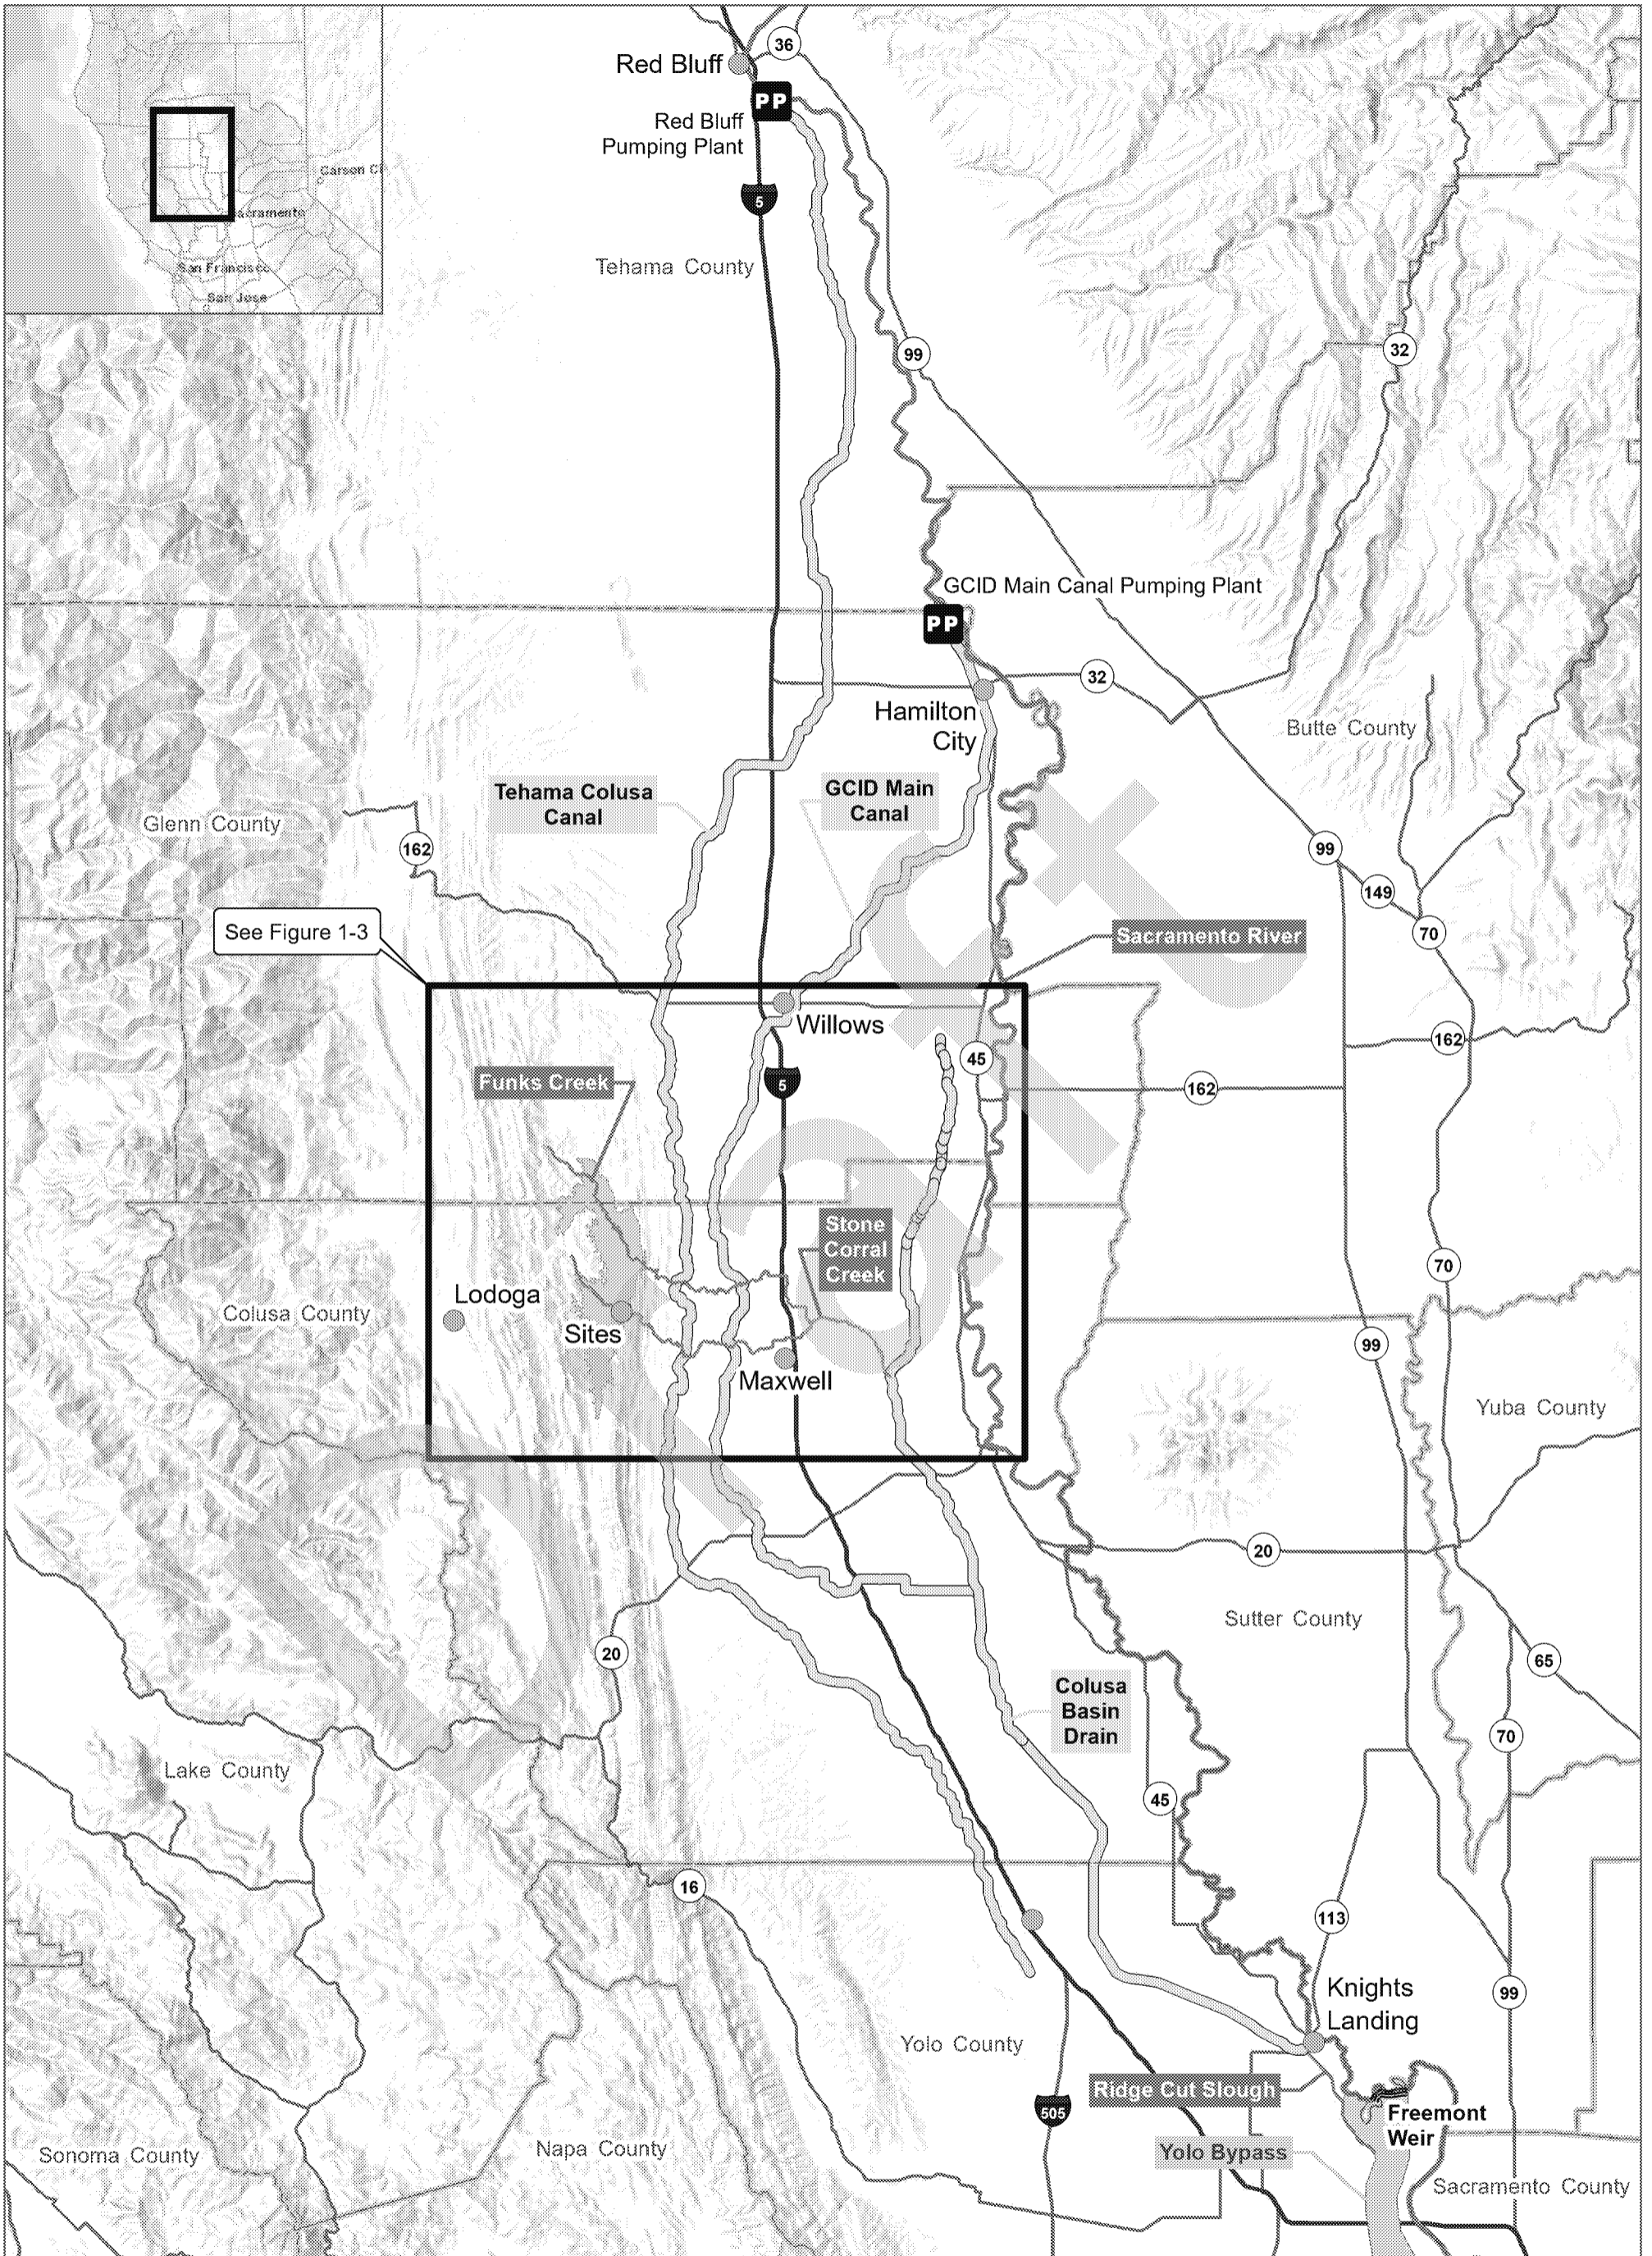 36
Red Bluff
PP
Red Bluff
Pumping Plant
5
Carson Ci
Sacramento
San Francisco
San Jose
Tehama County
99
32
GCID Main Canal Pumping Plant
PP
32
Hamilton
City
Butte County
Tehama Colusa
Canal
GCID Main
Canal
Glenn County
162
99
149
70
See Figure 1-3
Sacramento River
Willows
162
45
Funks Creek
5
162
Stone
Corral
Creek
70
Lodoga
Colusa County
Sites
99
Maxwell
Yuba County
20
Sutter County
20
65
Colusa
Basin
Drain
70
Lake County
45
16
113
Knights
Landing
99
Yolo County
Ridge Cut Slough
505
Freemont
Weir
Sonoma County
Napa County
Yolo Bypass
Sacramento County
Draft